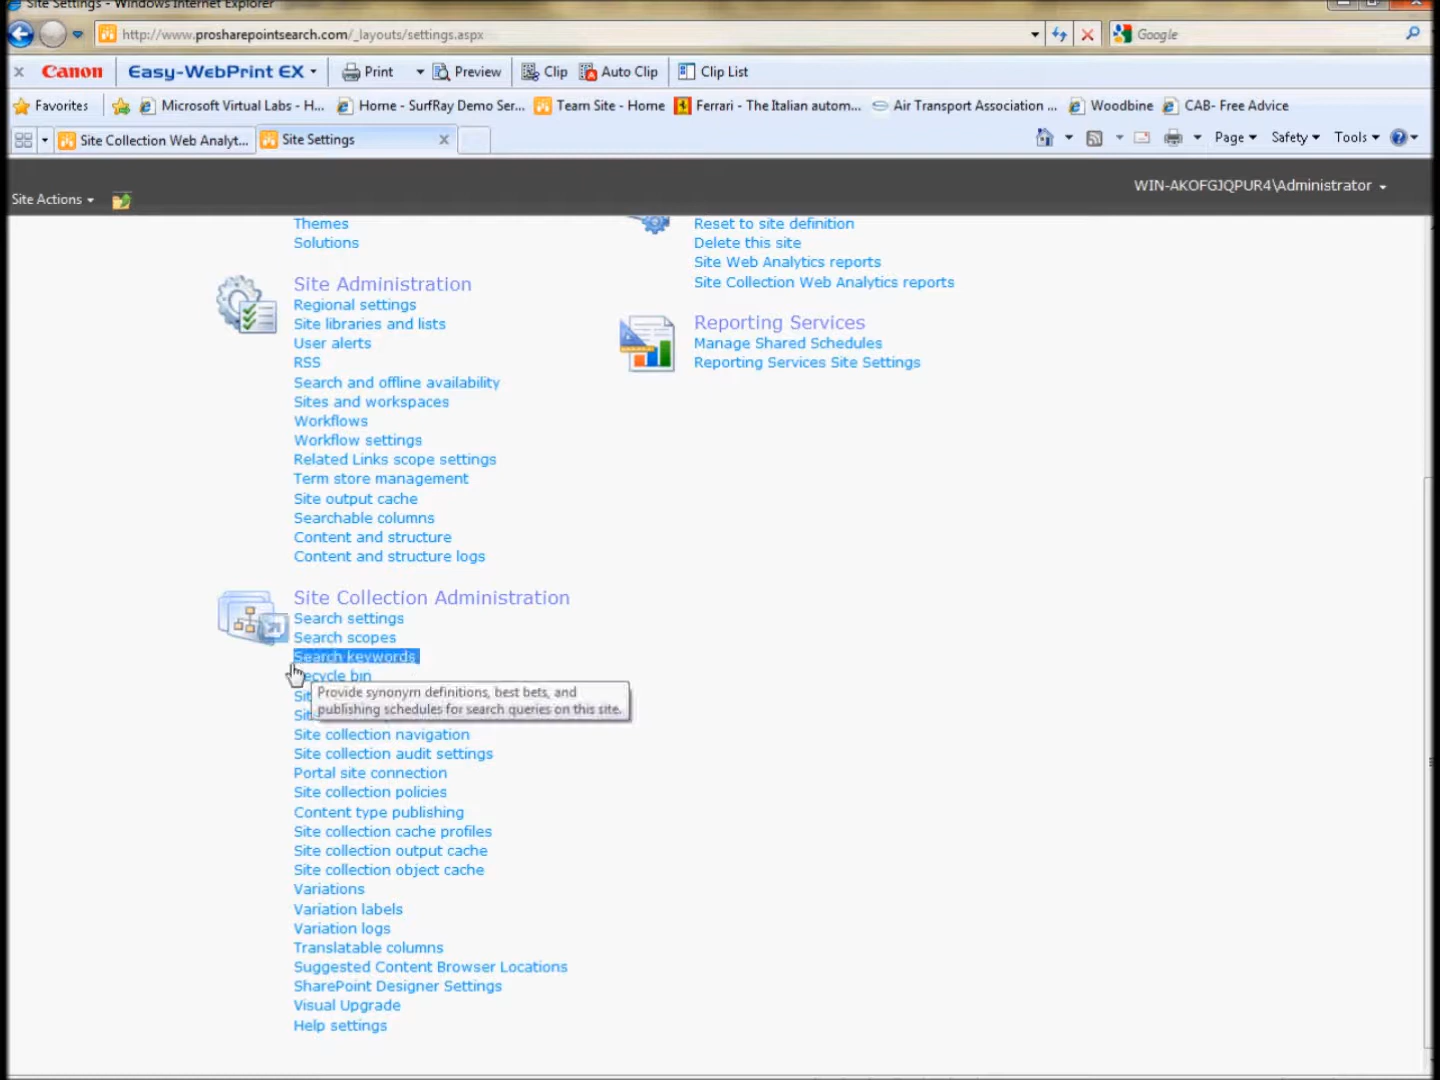 Site Settings - Windows Internet Explorer
http://www.prosharepointsearch.com/_layouts/settings.aspx
Google
x Canon Easy-WebPrint EX Print Preview Clip Auto Clip Clip List
Favorites Microsoft Virtual Labs - H... Home - SurfRay Demo Ser... Team Site - Home Ferrari - The Italian autom... Air Transport Association ... Woodbine CAB- Free Advice
Site Collection Web Analyt... Site Settings x Page Safety Tools
Site Actions
WIN-AKOFGJQPUR4\Administrator
Themes
Solutions
Site Administration
Regional settings
Site libraries and lists
User alerts
RSS
Search and offline availability
Sites and workspaces
Workflows
Workflow settings
Related Links scope settings
Term store management
Site output cache
Searchable columns
Content and structure
Content and structure logs
Site Collection Administration
Search settings
Search scopes
Search keywords
ecycle bin
Sit
Sit
Provide synonym definitions, best bets, and
publishing schedules for search queries on this site.
Site collection navigation
Site collection audit settings
Portal site connection
Site collection policies
Content type publishing
Site collection cache profiles
Site collection output cache
Site collection object cache
Variations
Variation labels
Variation logs
Translatable columns
Suggested Content Browser Locations
SharePoint Designer Settings
Visual Upgrade
Help settings
Reset to site definition
Delete this site
Site Web Analytics reports
Site Collection Web Analytics reports
Reporting Services
Manage Shared Schedules
Reporting Services Site Settings